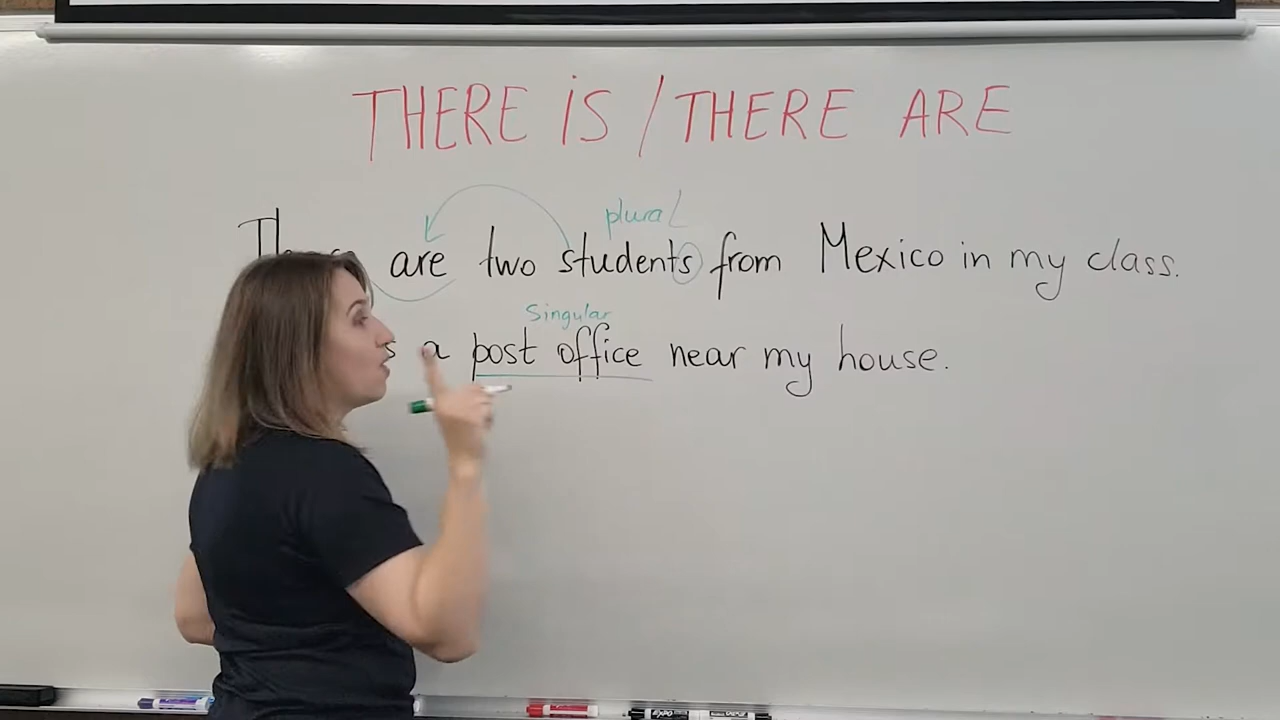 THERE IS / THERE ARE
plural
are two students from Mexico in my class.
Singular
a post office near my house.